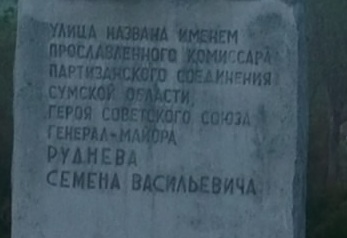 УЛИЦА НАЗВАНА ИМЕНЕМ
ПРОСЛАВЛЕННОГО КОМИССАРА
ПАРТИЗАНСКОГО СОЕДИНЕНИЯ
СУМСКОЙ ОБЛАСТИ,
ГЕРОЯ СОВЕТСКОГО СОЮЗА
ГЕНЕРАЛ-МАЙОРА
РУДНЕВА
СЕМЕНА ВАСИЛЬЕВИЧА